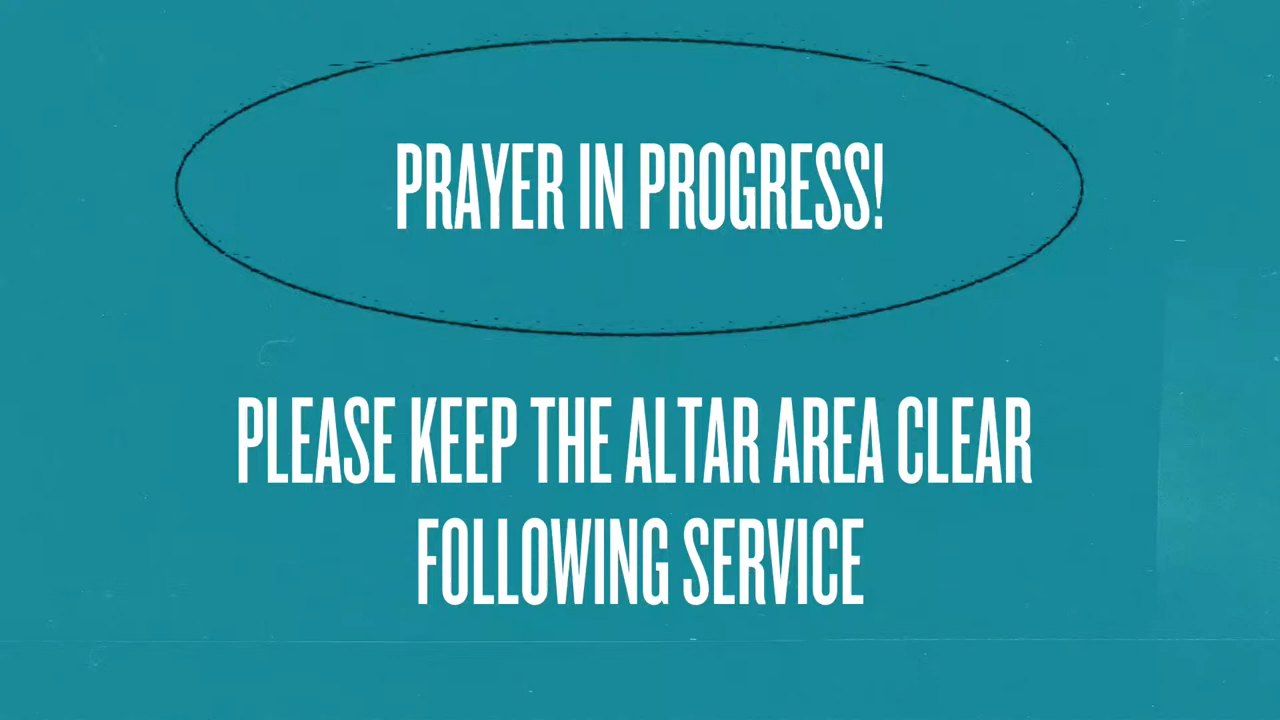 PRAYER IN PROGRESS!
PLEASE KEEP THE ALTAR AREA CLEAR
FOLLOWING SERVICE